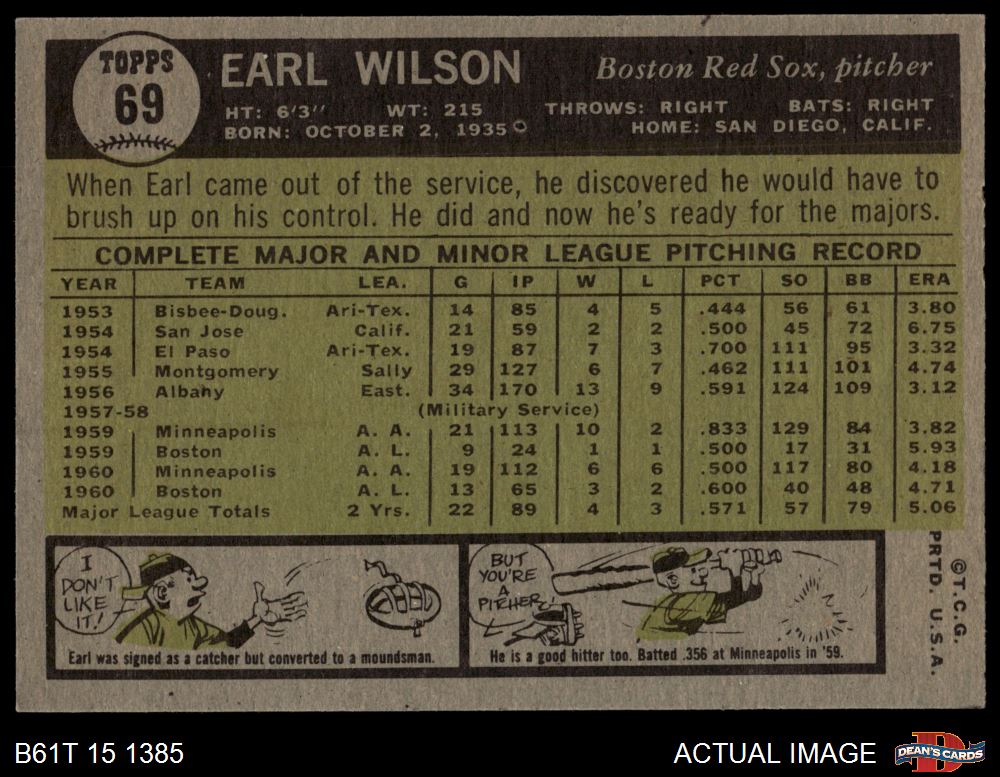 TOPPS
69
EARL WILSON
Boston Red Sox, pitcher
HT: 6'3" WT: 215 THROWS: RIGHT BATS: RIGHT
BORN: OCTOBER 2, 1935 HOME: SAN DIEGO, CALIF.
When Earl came out of the service, he discovered he would have to
brush up on his control. He did and now he's ready for the majors.
COMPLETE MAJOR AND MINOR LEAGUE PITCHING RECORD
YEAR TEAM LEA. G IP W L PCT SO BB ERA
1953 Bisbee-Doug. Ari-Tex. 14 85 4 5 .444 56 61 3.80
1954 San Jose Calif. 21 59 2 2 .500 45 72 6.75
1954 El Paso Ari-Tex. 19 87 7 3 .700 111 95 3.32
1955 Montgomery Sally 29 127 6 7 .462 111 101 4.74
1956 Albany East. 34 170 13 9 .591 124 109 3.12
1957-58 (Military Service)
1959 Minneapolis A. A. 21 113 10 2 .833 129 84 3.82
1959 Boston A. L. 9 24 1 1 .500 17 31 5.93
1960 Minneapolis A. A. 19 112 6 6 .500 117 80 4.18
1960 Boston A. L. 13 65 3 2 .600 40 48 4.71
Major League Totals 2 Yrs. 22 89 4 3 .571 57 79 5.06
I
DON'T
LIKE
IT!
Earl was signed as a catcher but converted to a moundsman.
BUT
YOU'RE
A
PITCHER!
He is a good hitter too. Batted .356 at Minneapolis in '59.
©T.C.G.
PRTD. U.S.A.
B61T 15 1385
ACTUAL IMAGE
D
DEAN'S CARDS